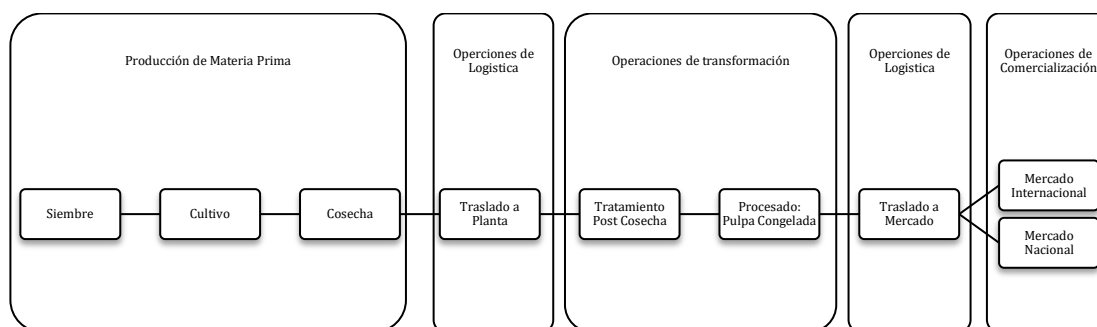 Producción de Materia Prima
Operciones de
Logistica
Operaciones de transformación
Operciones de
Logistica
Operaciones de
Comercialización
Siembre
Cultivo
Cosecha
Traslado a
Planta
Tratamiento
Post Cosecha
Procesado:
Pulpa Congelada
Traslado a
Mercado
Mercado
Internacional
Mercado
Nacional